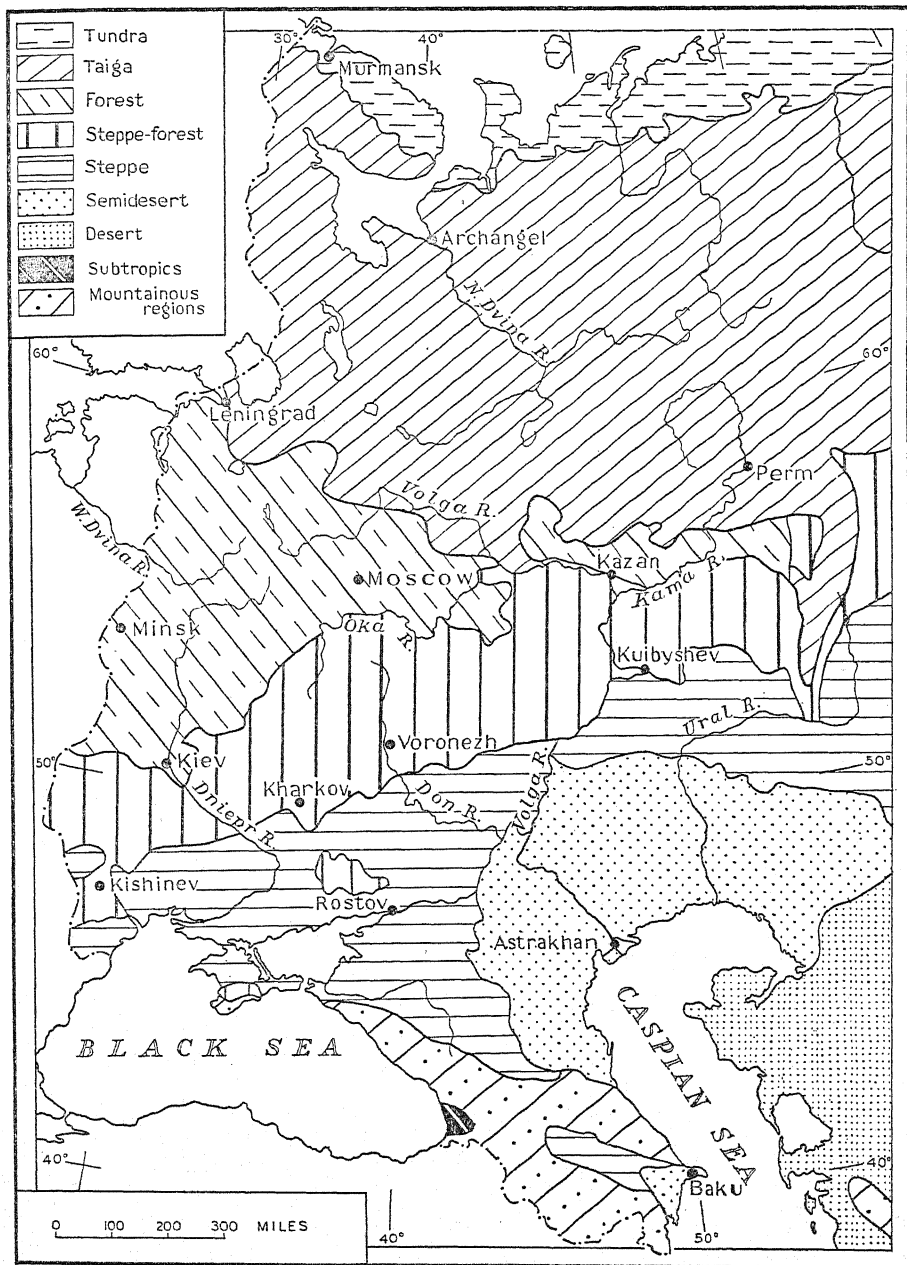 Tundra
Taiga
Forest
Steppe-forest
Steppe
Semidesert
Desert
Subtropics
Mountainous
regions
30° 40°
Murmansk
Archangel
N. Dvina R.
60° 60°
Leningrad
Perm
Volga R.
W. Dvina R.
Kazan
Moscow
Kama R.
Minsk
Oka R.
Kuibyshev
Ural R.
Voronezh
50° Kiev 50°
Kharkov
Dniepr R.
Don R.
Volga R.
Kishinev
Rostov
Astrakhan
BLACK SEA
CASPIAN SEA
40° 40°
Baku
0 100 200 300 MILES
40° 50°